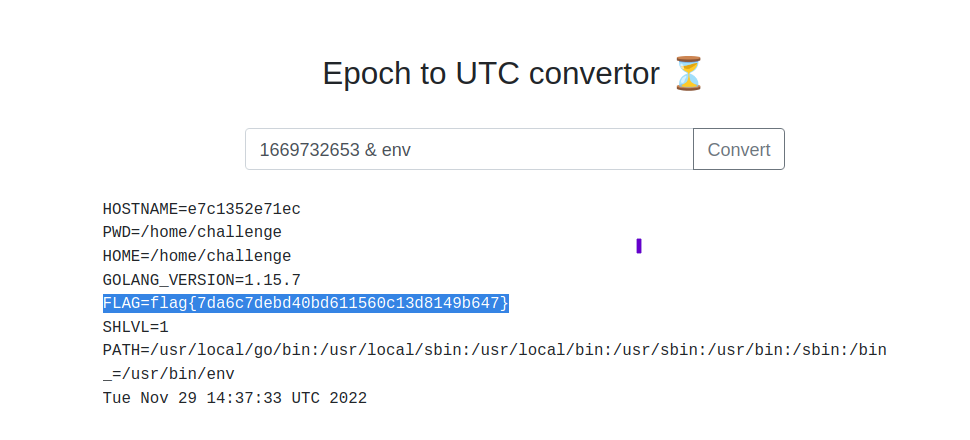 Epoch to UTC convertor ⏳
1669732653 & env
Convert
HOSTNAME=e7c1352e71ec
PWD=/home/challenge
HOME=/home/challenge
GOLANG_VERSION=1.15.7
FLAG=flag{7da6c7debd40bd611560c13d8149b647}
SHLVL=1
PATH=/usr/local/go/bin:/usr/local/sbin:/usr/local/bin:/usr/sbin:/usr/bin:/sbin:/bin
_=/usr/bin/env
Tue Nov 29 14:37:33 UTC 2022